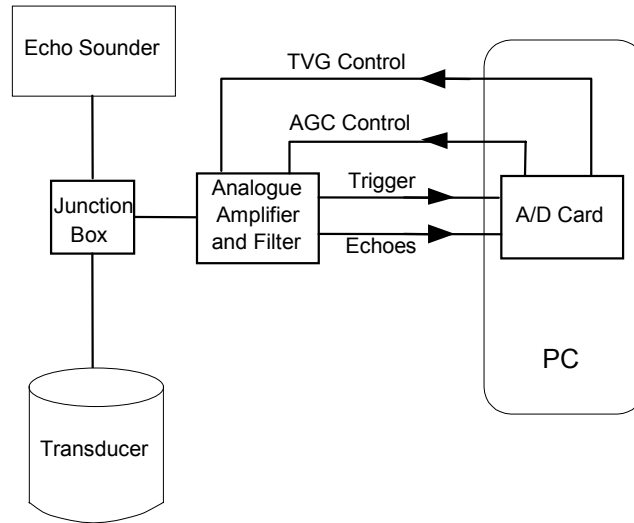 Echo Sounder
TVG Control
AGC Control
Junction
Box
Analogue
Amplifier
and Filter
Trigger
Echoes
A/D Card
PC
Transducer